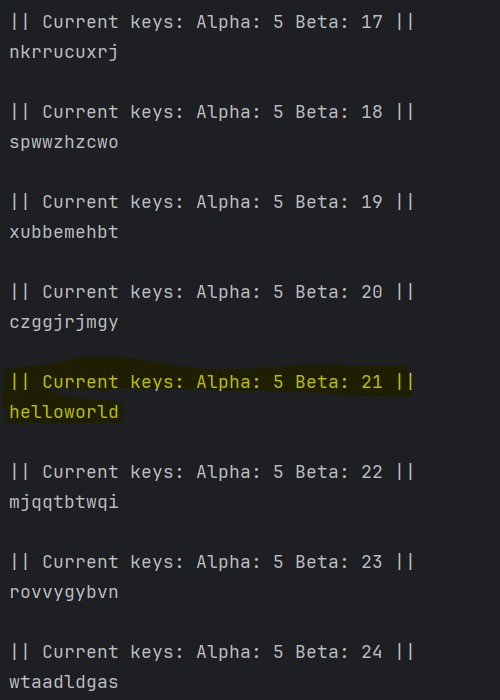 || Current keys: Alpha: 5 Beta: 17 ||
nkrrucuxrj
|| Current keys: Alpha: 5 Beta: 18 ||
spwwzhzcwo
|| Current keys: Alpha: 5 Beta: 19 ||
xubbemehbt
|| Current keys: Alpha: 5 Beta: 20 ||
czggjrjmgy
|| Current keys: Alpha: 5 Beta: 21 ||
helloworld
|| Current keys: Alpha: 5 Beta: 22 ||
mjqqtbtwqi
|| Current keys: Alpha: 5 Beta: 23 ||
rovvygybvn
|| Current keys: Alpha: 5 Beta: 24 ||
wtaadldgas